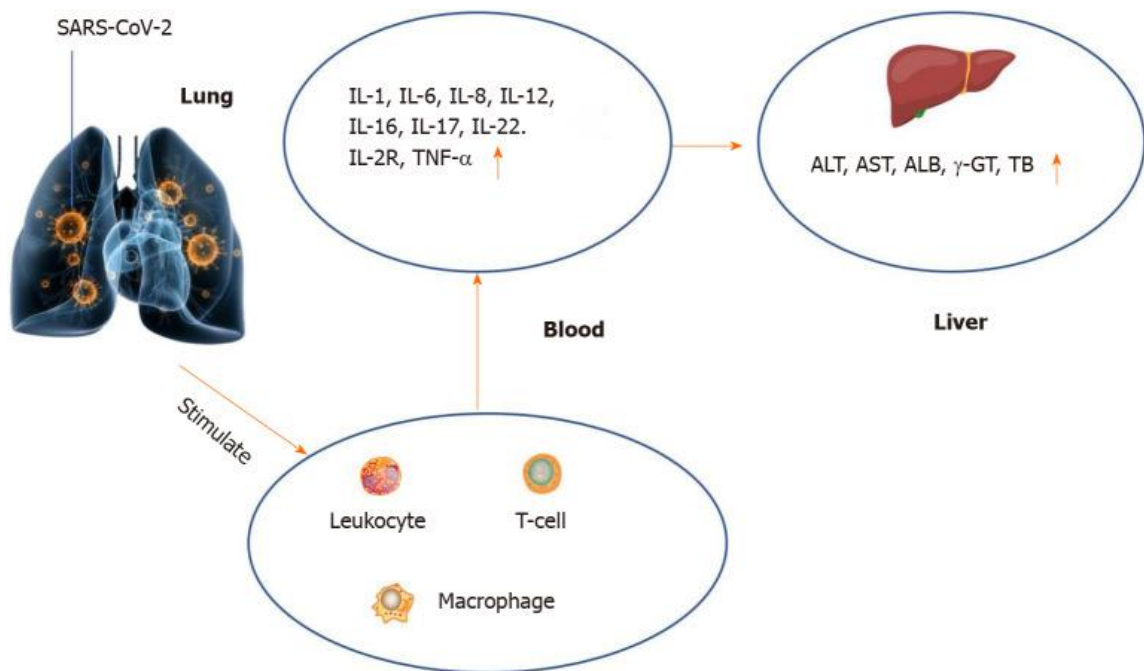 SARS-CoV-2
Lung
IL-1, IL-6, IL-8, IL-12,
IL-16, IL-17, IL-22.
IL-2R, TNF-α
ALT, AST, ALB, γ-GT, TB
Blood
Liver
Stimulate
Leukocyte
T-cell
Macrophage